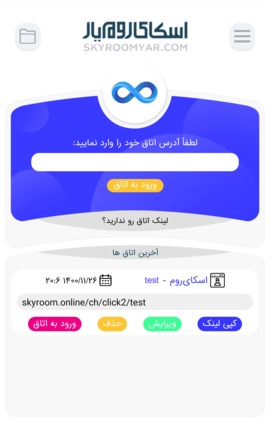 اسکای‌روم‌یار
SKYROOMYAR.COM
لطفاً آدرس اتاق خود را وارد نمایید:
ورود به اتاق
لینک اتاق رو ندارید؟
آخرین اتاق ها
اسکای‌روم - test
۱۴۰۰/۱۱/۲۶ ۲۰:۶
skyroom.online/ch/click2/test
کپی لینک
ویرایش
حذف
ورود به اتاق